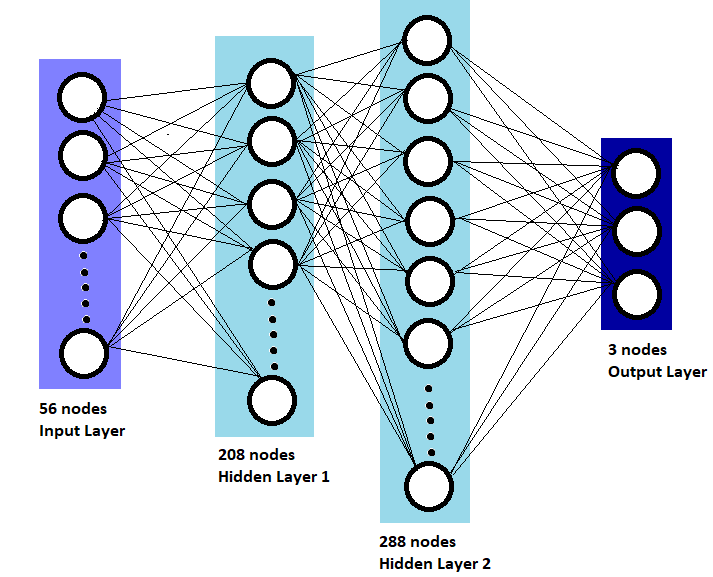 56 nodes
Input Layer
208 nodes
Hidden Layer 1
288 nodes
Hidden Layer 2
3 nodes
Output Layer